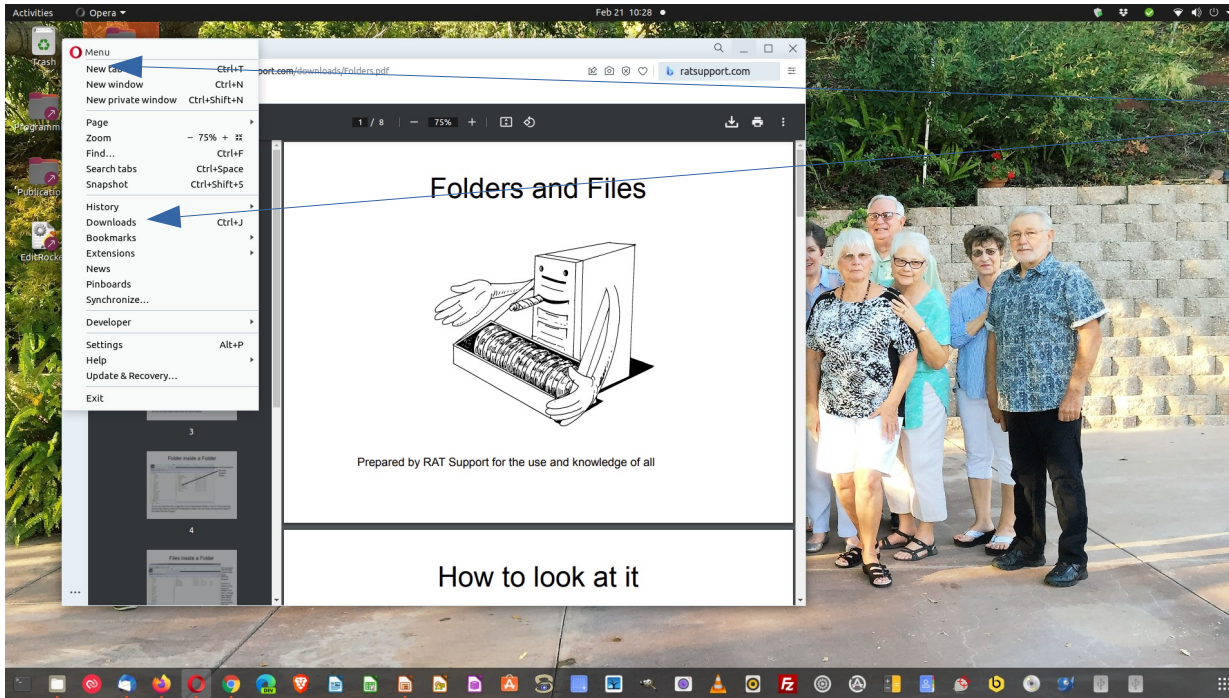 Activities Opera Feb 21 10:28
Trash
Menu
New tab Ctrl+T
New window Ctrl+N
New private window Ctrl+Shift+N
Page
Zoom − 75% +
Find... Ctrl+F
Search tabs Ctrl+Space
Snapshot Ctrl+Shift+5
History
Downloads Ctrl+J
Bookmarks
Extensions
News
Pinboards
Synchronize...
Developer
Settings Alt+P
Help
Update & Recovery...
Exit
port.com/downloads/Folders.pdf
ratsupport.com
1 / 8 − 75% +
Programmi
Publicatio
EditRocke
Folders and Files
Prepared by RAT Support for the use and knowledge of all
How to look at it
3
Folder inside a Folder
4
Files inside a Folder
DEV
Fz